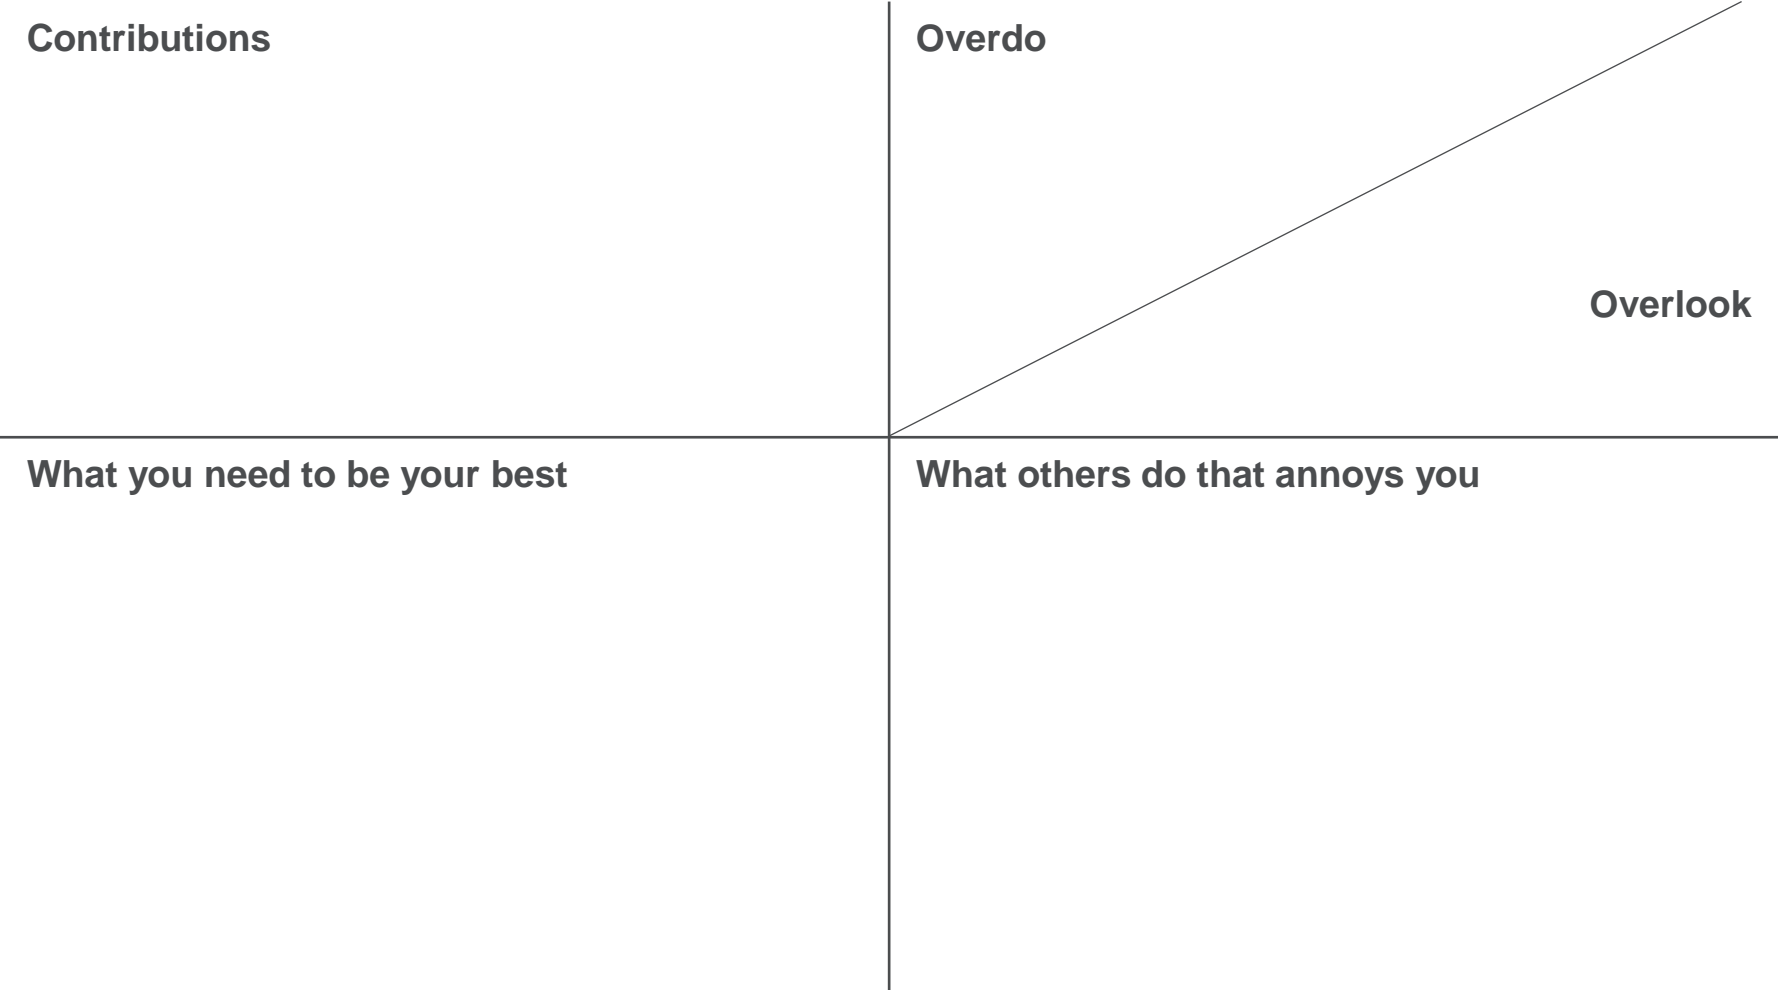 Contributions
Overdo
Overlook
What you need to be your best
What others do that annoys you